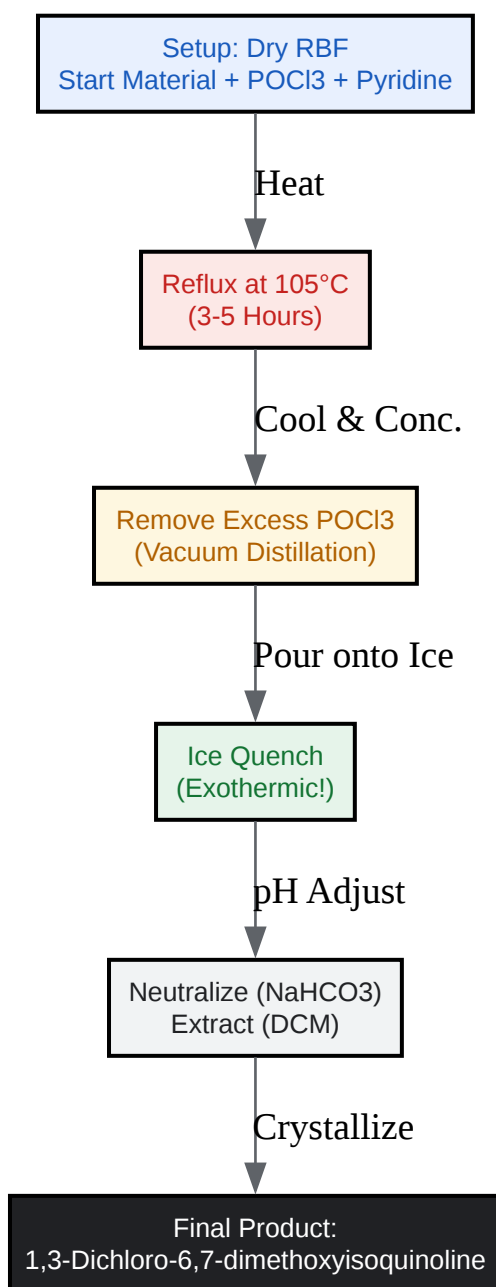 Setup: Dry RBF
Start Material + POCl3 + Pyridine
Heat
Reflux at 105°C
(3-5 Hours)
Cool & Conc.
Remove Excess POCl3
(Vacuum Distillation)
Pour onto Ice
Ice Quench
(Exothermic!)
pH Adjust
Neutralize (NaHCO3)
Extract (DCM)
Crystallize
Final Product:
1,3-Dichloro-6,7-dimethoxyisoquinoline